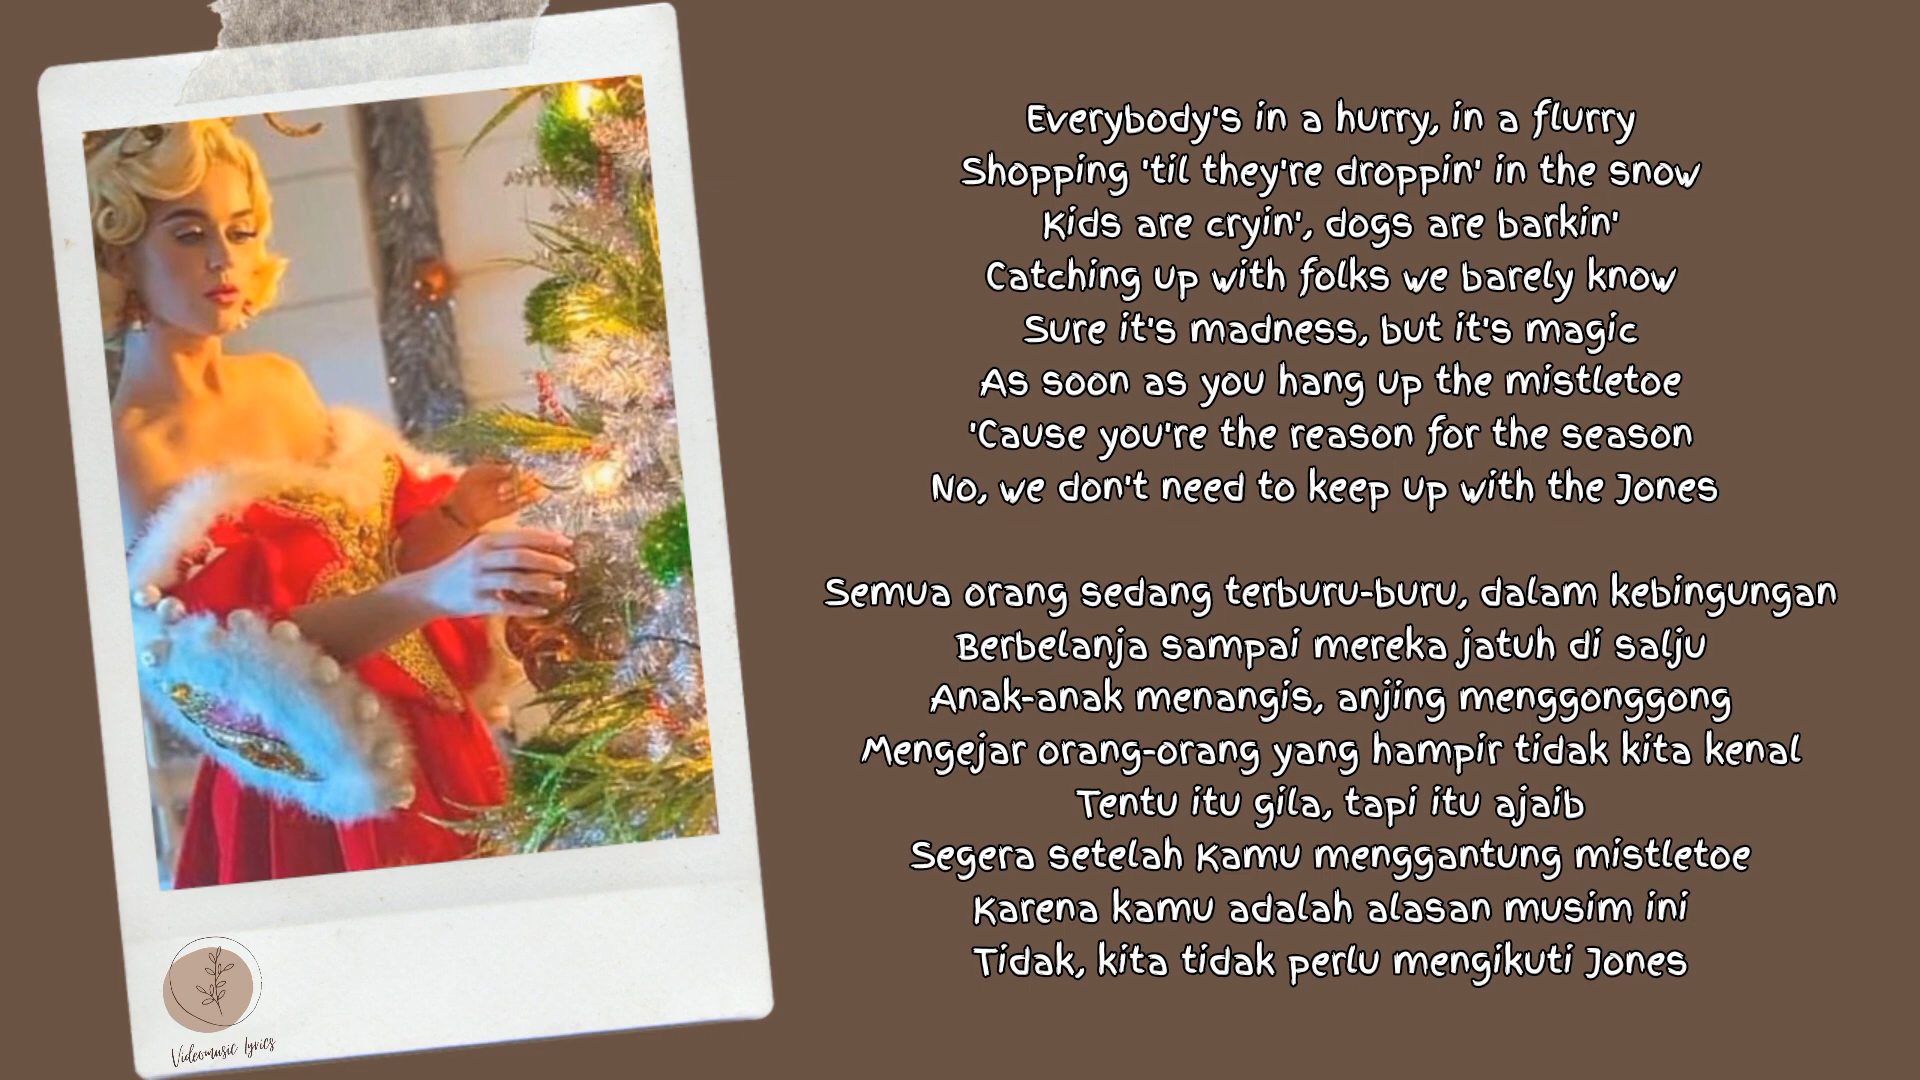 Everybody's in a hurry, in a flurry
Shopping 'til they're droppin' in the snow
Kids are cryin', dogs are barkin'
Catching up with folks we barely know
Sure it's madness, but it's magic
As soon as you hang up the mistletoe
'Cause you're the reason for the season
No, we don't need to keep up with the Jones
Semua orang sedang terburu-buru, dalam kebingungan
Berbelanja sampai mereka jatuh di salju
Anak-anak menangis, anjing menggonggong
Mengejar orang-orang yang hampir tidak kita kenal
Tentu itu gila, tapi itu ajaib
Segera setelah Kamu menggantung mistletoe
Karena kamu adalah alasan musim ini
Tidak, kita tidak perlu mengikuti Jones
Videomusic lyrics